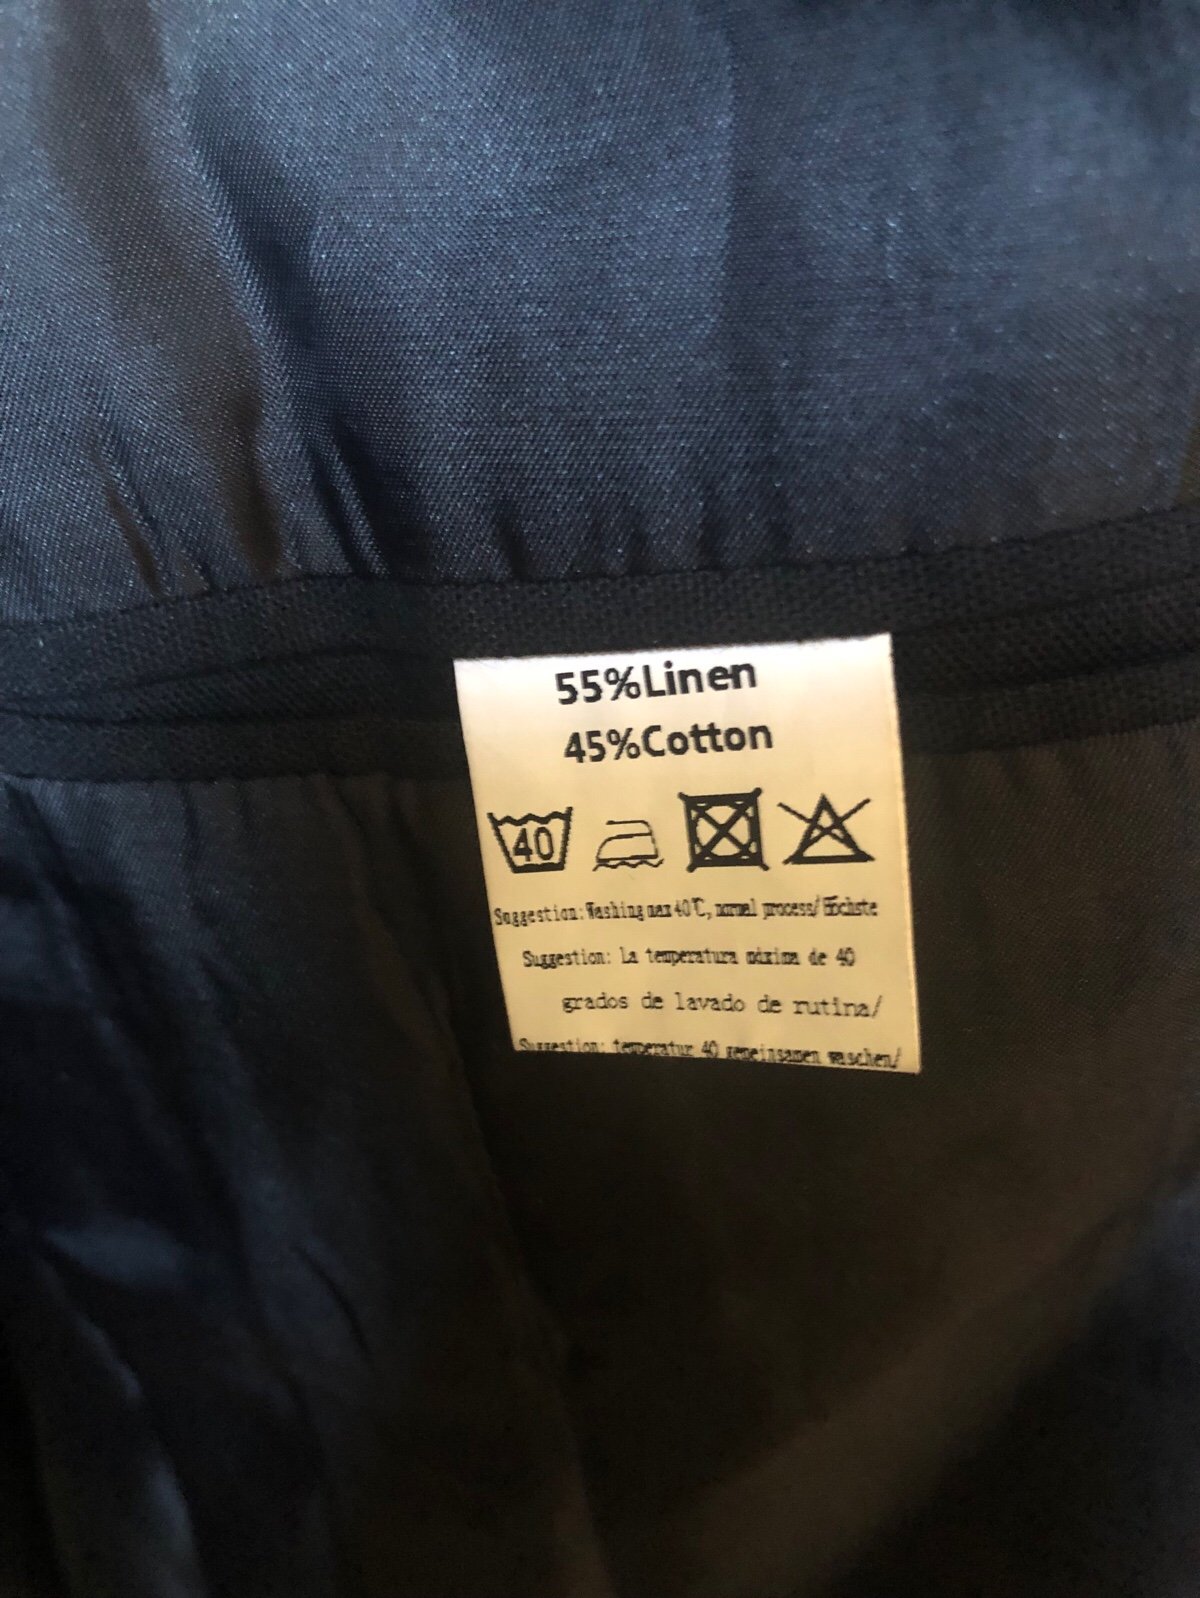 55%Linen
45%Cotton
40
Suggestion:Washing max 40℃, normal process/Höchste
Suggestion: La temperatura máxima de 40
grados de lavado de rutina/
Suggestion: temperatur 40 gemeinsamen waschen/